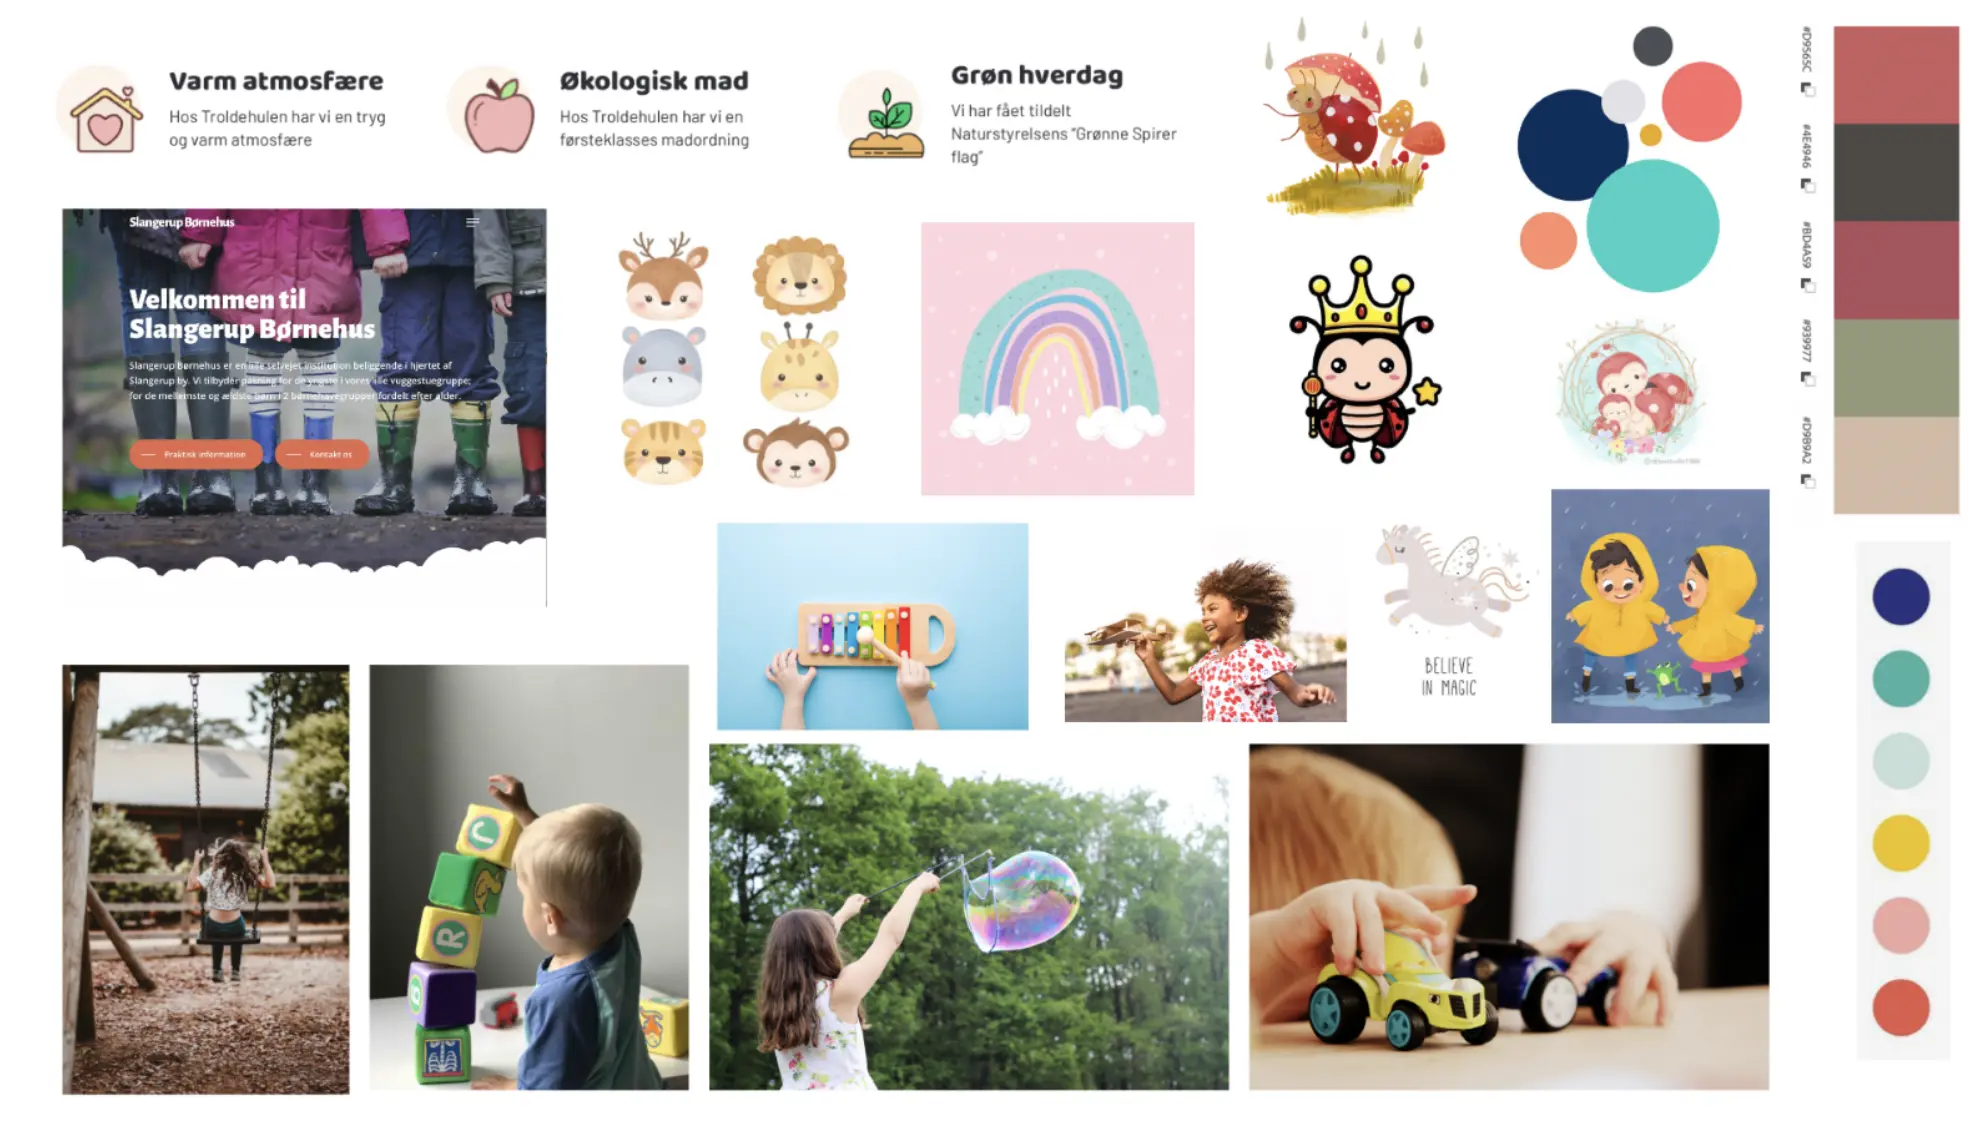 Varm atmosfære
Hos Troldehulen har vi en tryg
og varm atmosfære
Økologisk mad
Hos Troldehulen har vi en
førsteklasses madordning
Grøn hverdag
Vi har fået tildelt
Naturstyrelsens "Grønne Spirer
flag"
Slangerup Børnehus
Velkommen til
Slangerup Børnehus
Slangerup Børnehus er en lille selvejet institution beliggende i hjertet af
Slangerup by. Vi tilbyder pasning for de yngste i vores lille vuggestuegruppe;
for de mellemste og ældste børn i 2 børnehavegrupper fordelt efter alder.
Praktisk information
Kontakt os
BELIEVE
IN MAGIC
#D9565C
#4E4946
#BD4A59
#939977
#D9B9A2
R